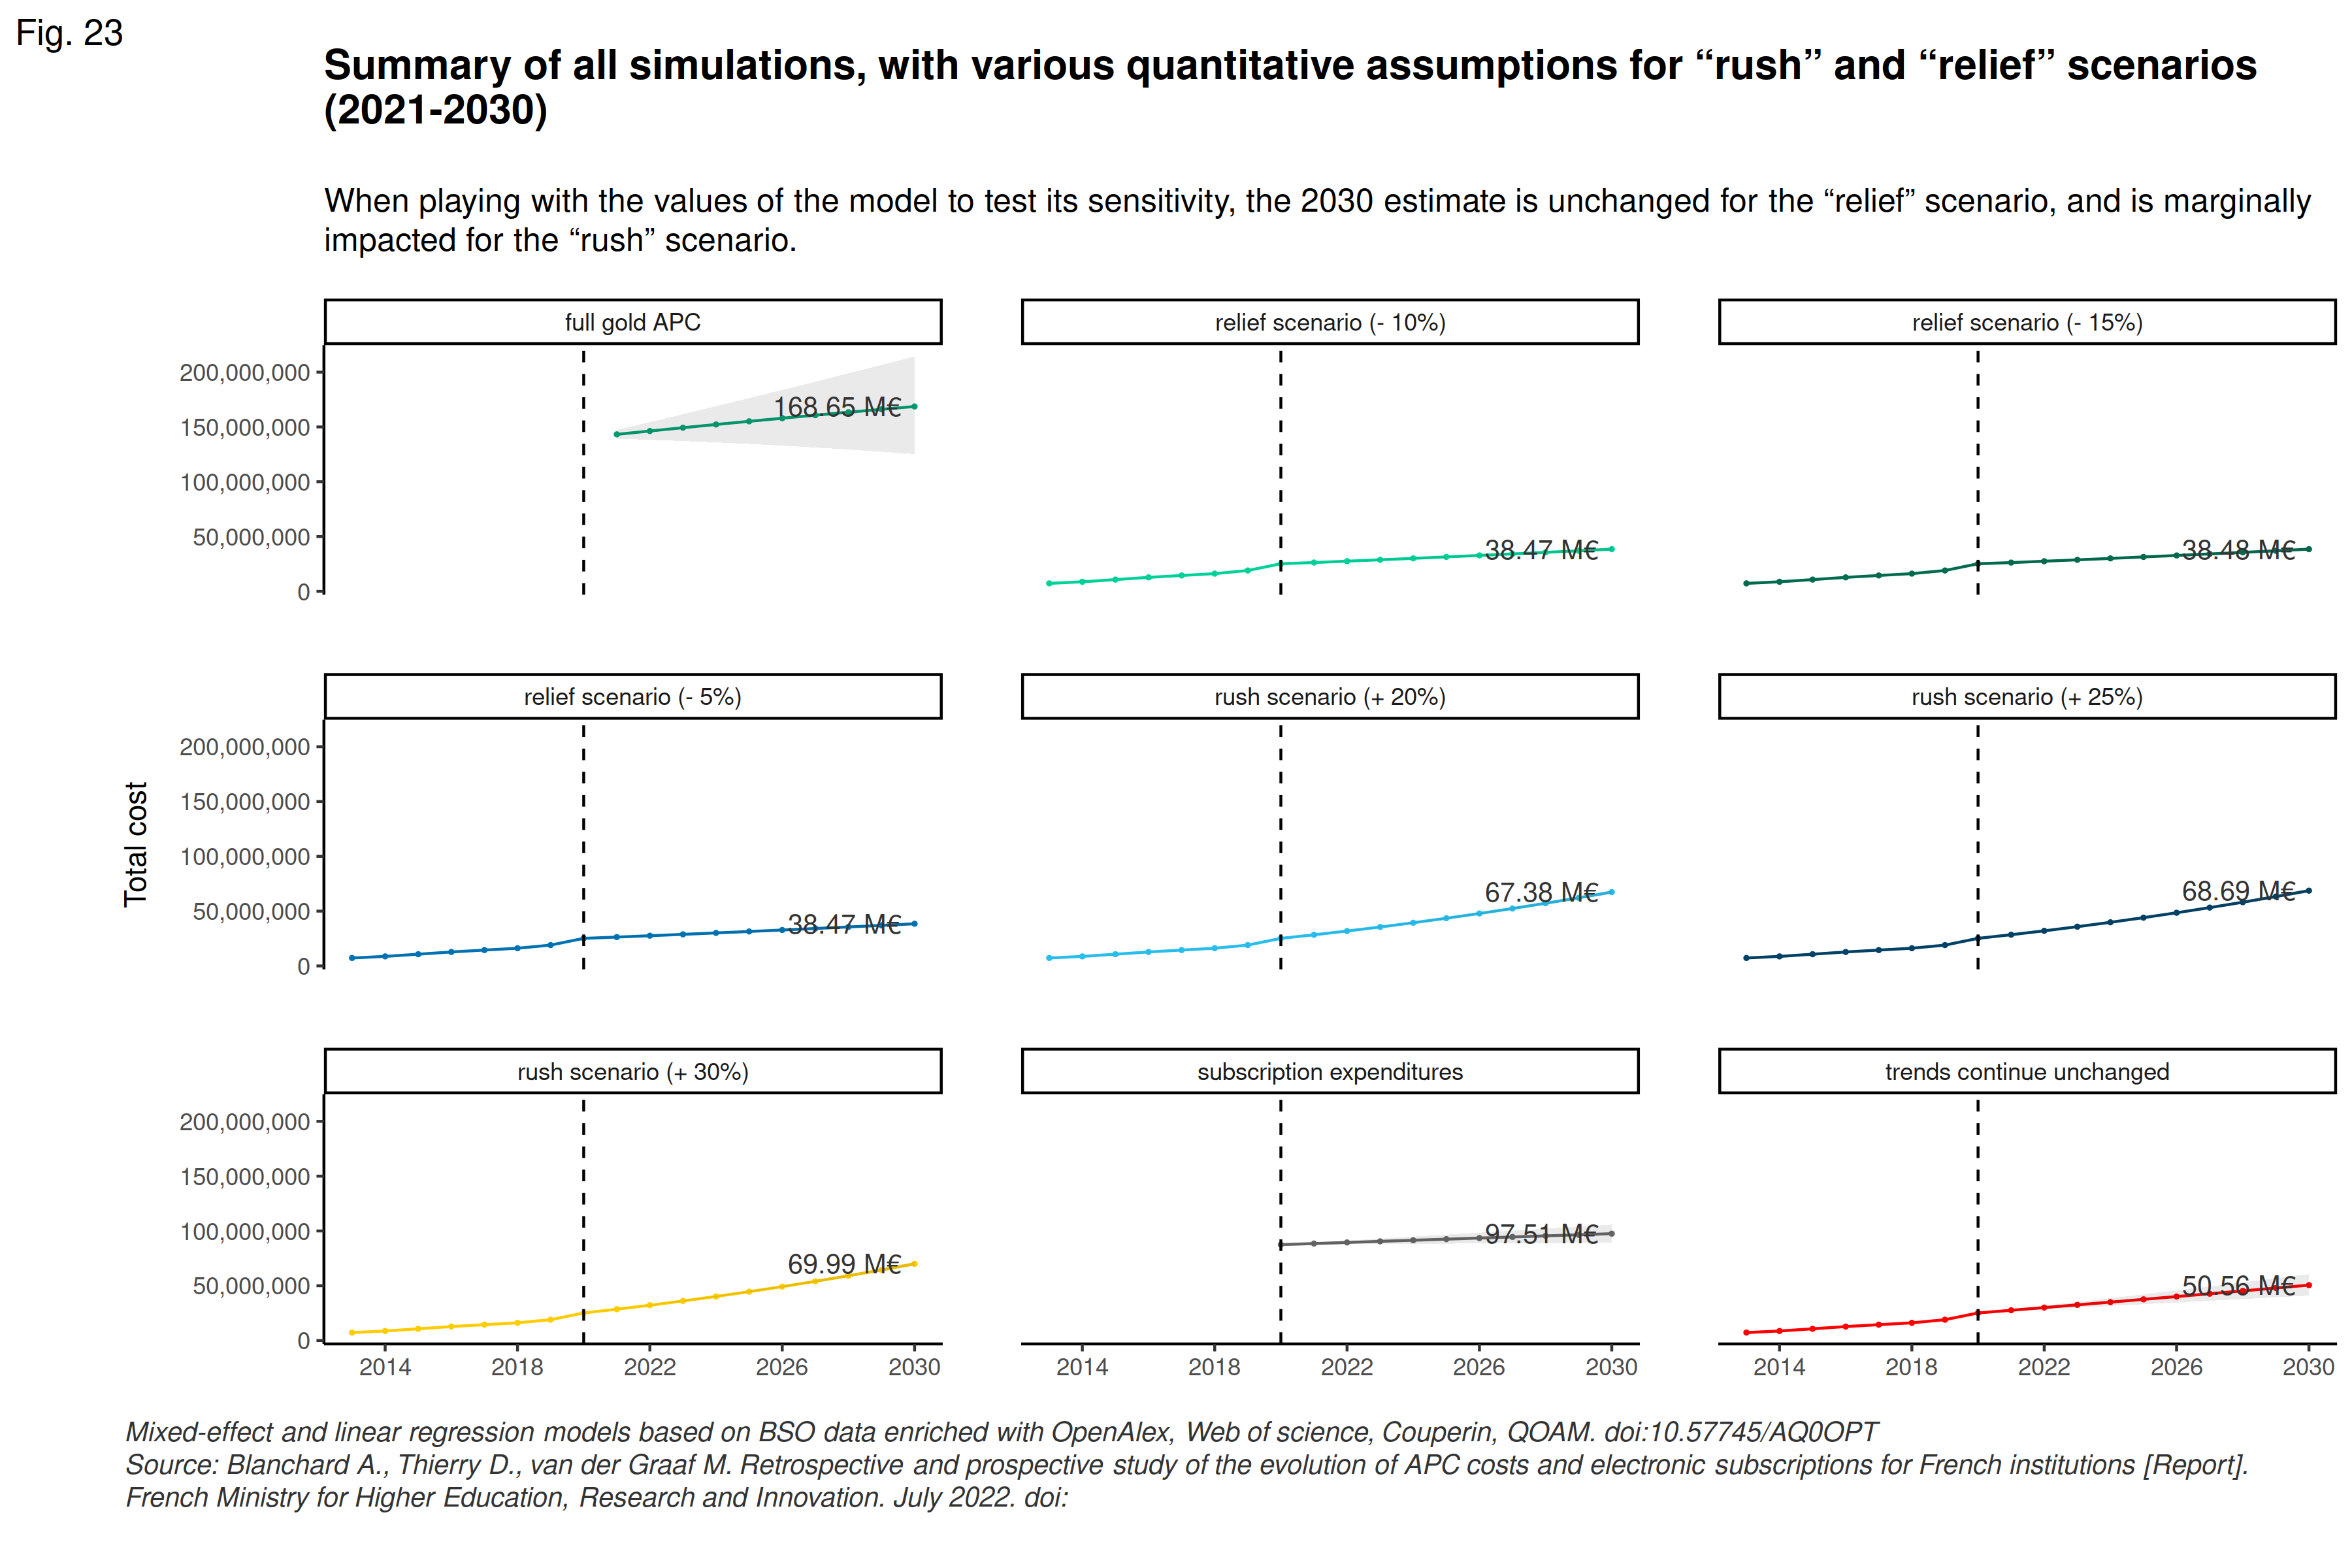 Fig. 23
Summary of all simulations, with various quantitative assumptions for “rush” and “relief” scenarios
(2021-2030)
When playing with the values of the model to test its sensitivity, the 2030 estimate is unchanged for the “relief” scenario, and is marginally
impacted for the “rush” scenario.
full gold APC
relief scenario (- 10%)
relief scenario (- 15%)
200,000,000
150,000,000
100,000,000
50,000,000
0
168.65 M€
38.47 M€
38.48 M€
relief scenario (- 5%)
rush scenario (+ 20%)
rush scenario (+ 25%)
Total cost
200,000,000
150,000,000
100,000,000
50,000,000
0
38.47 M€
67.38 M€
68.69 M€
rush scenario (+ 30%)
subscription expenditures
trends continue unchanged
200,000,000
150,000,000
100,000,000
50,000,000
0
69.99 M€
97.51 M€
50.56 M€
2014 2018 2022 2026 2030
2014 2018 2022 2026 2030
2014 2018 2022 2026 2030
Mixed-effect and linear regression models based on BSO data enriched with OpenAlex, Web of science, Couperin, QOAM. doi:10.57745/AQ0OPT
Source: Blanchard A., Thierry D., van der Graaf M. Retrospective and prospective study of the evolution of APC costs and electronic subscriptions for French institutions [Report].
French Ministry for Higher Education, Research and Innovation. July 2022. doi: